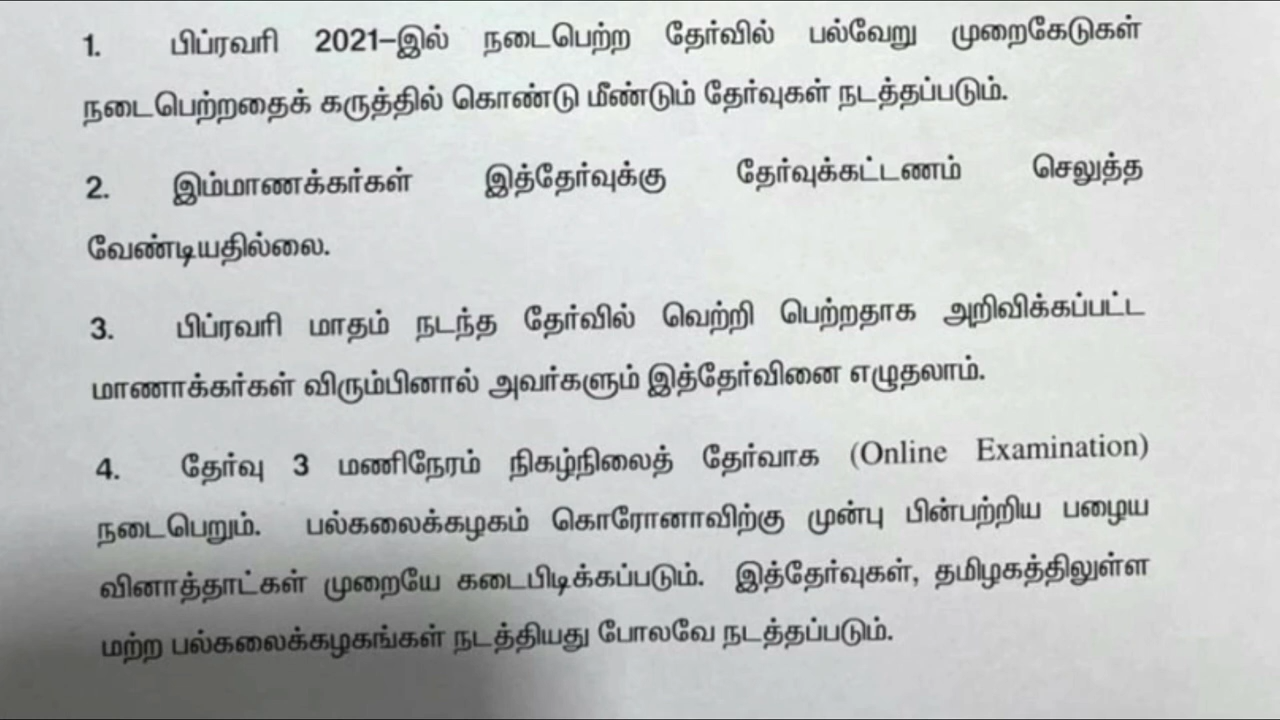 1. பிப்ரவரி 2021–இல் நடைபெற்ற தேர்வில் பல்வேறு முறைகேடுகள்
நடைபெற்றதைக் கருத்தில் கொண்டு மீண்டும் தேர்வுகள் நடத்தப்படும்.
2. இம்மாணக்கர்கள் இத்தேர்வுக்கு தேர்வுக்கட்டணம் செலுத்த
வேண்டியதில்லை.
3. பிப்ரவரி மாதம் நடந்த தேர்வில் வெற்றி பெற்றதாக அறிவிக்கப்பட்ட
மாணாக்கர்கள் விரும்பினால் அவர்களும் இத்தேர்வினை எழுதலாம்.
4. தேர்வு 3 மணிநேரம் நிகழ்நிலைத் தேர்வாக (Online Examination)
நடைபெறும். பல்கலைக்கழகம் கொரோனாவிற்கு முன்பு பின்பற்றிய பழைய
வினாத்தாட்கள் முறையே கடைபிடிக்கப்படும். இத்தேர்வுகள், தமிழகத்திலுள்ள
மற்ற பல்கலைக்கழகங்கள் நடத்தியது போலவே நடத்தப்படும்.